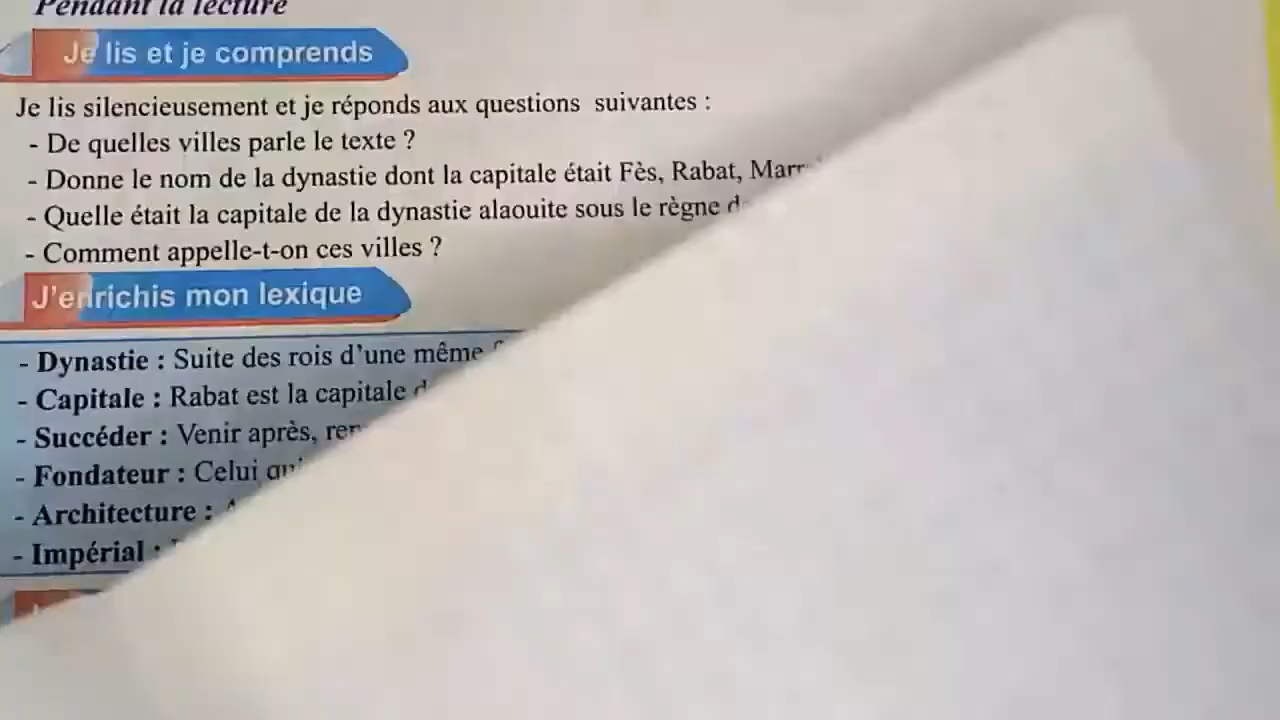 Pendant la lecture
Je lis et je comprends
Je lis silencieusement et je réponds aux questions suivantes :
- De quelles villes parle le texte ?
- Donne le nom de la dynastie dont la capitale était Fès, Rabat,
- Quelle était la capitale de la dynastie alaouite sous le règne
- Comment appelle-t-on ces villes ?
J'enrichis mon lexique
- Dynastie : Suite des rois d'une même
- Capitale : Rabat est la capitale
- Succéder : Venir après,
- Fondateur : Celui
- Architecture :
- Impérial :